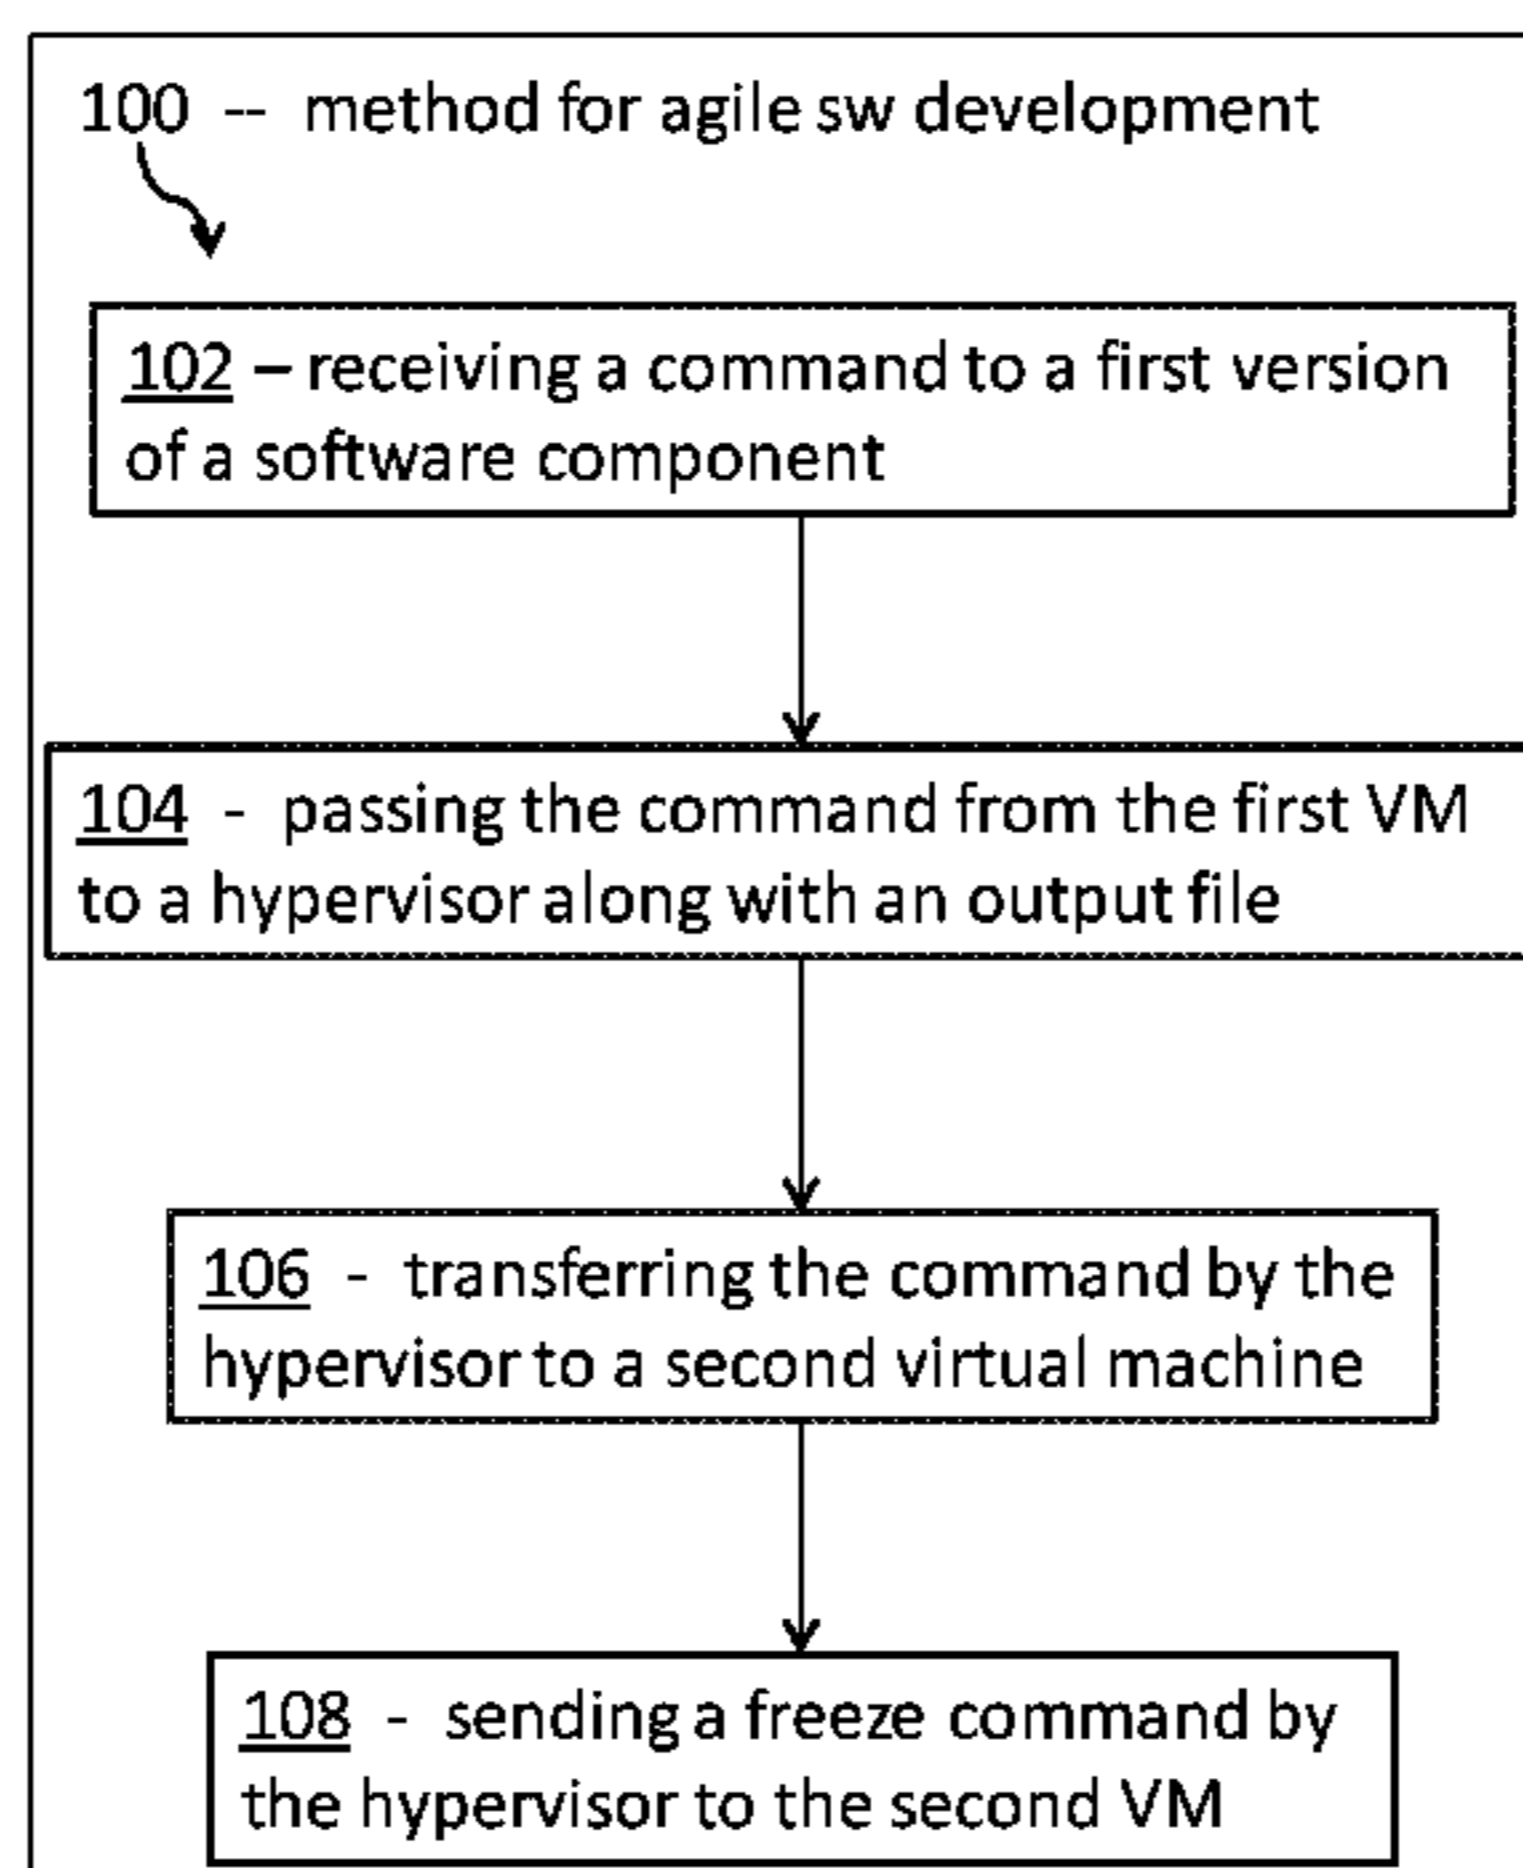 100 -- method for agile sw development
102 – receiving a command to a first version
of a software component
104 - passing the command from the first VM
to a hypervisor along with an output file
106 - transferring the command by the
hypervisor to a second virtual machine
108 - sending a freeze command by
the hypervisor to the second VM